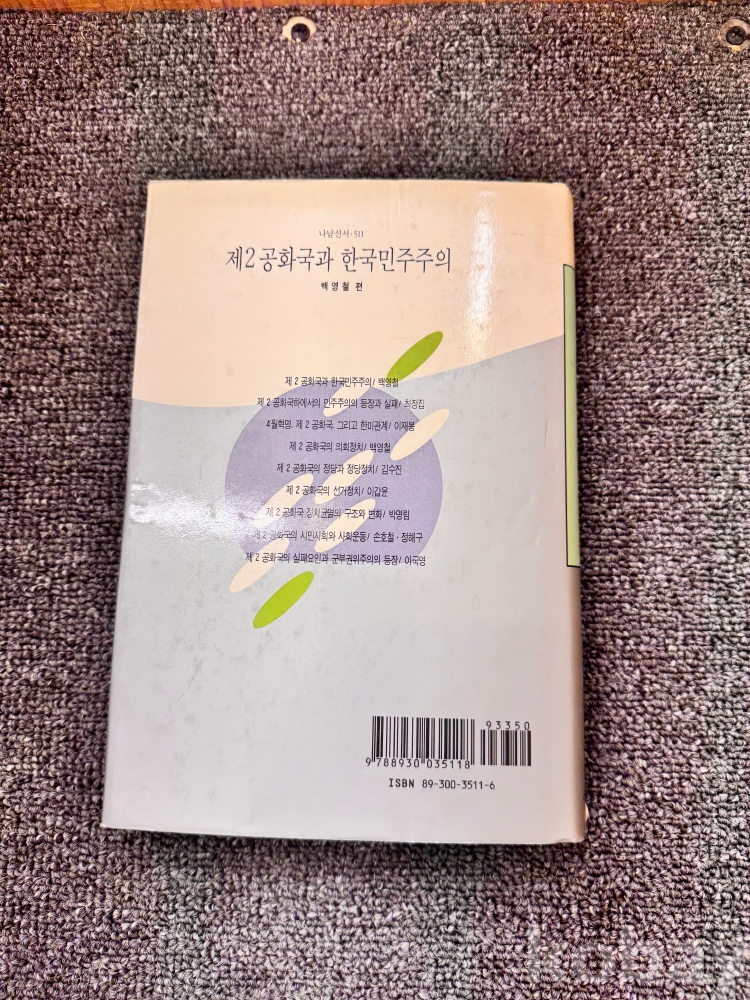 나남신서·511
제2공화국과 한국민주주의
백영철 편
제 2 공화국과 한국민주주의/ 백영철
제 2 공화국하에서의 민주주의의 등장과 실패/ 최장집
4월혁명, 제 2 공화국, 그리고 한미관계/ 이재봉
제 2 공화국의 의회정치/ 백영철
제 2 공화국의 정당과 정당정치/ 김수진
제 2 공화국의 선거정치/ 이갑윤
제 2 공화국 정치균열의 구조와 변화/ 박명림
제 2 공화국의 시민사회와 사회운동/ 손호철·정해구
제 2 공화국의 실패요인과 군부권위주의의 등장/ 이국영
93350
9 788930 035118
ISBN 89-300-3511-6